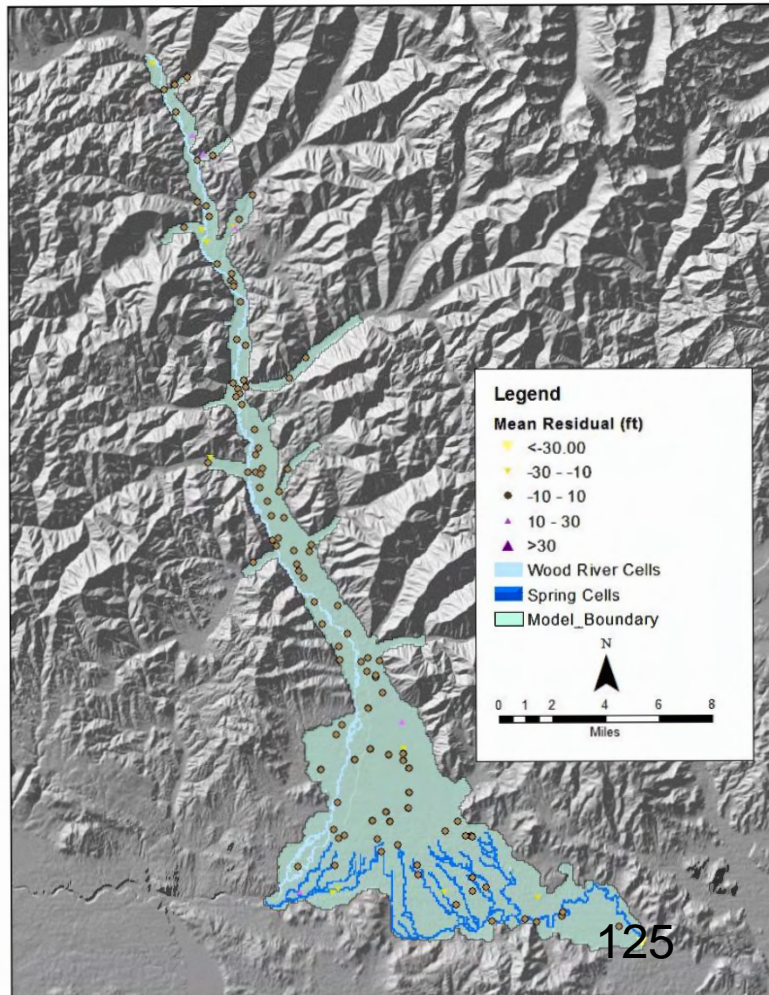 Legend
Mean Residual (ft)
<-30.00
-30 - -10
-10 - 10
10 - 30
>30
Wood River Cells
Spring Cells
Model_Boundary
N
0 1 2 4 6 8
Miles
125